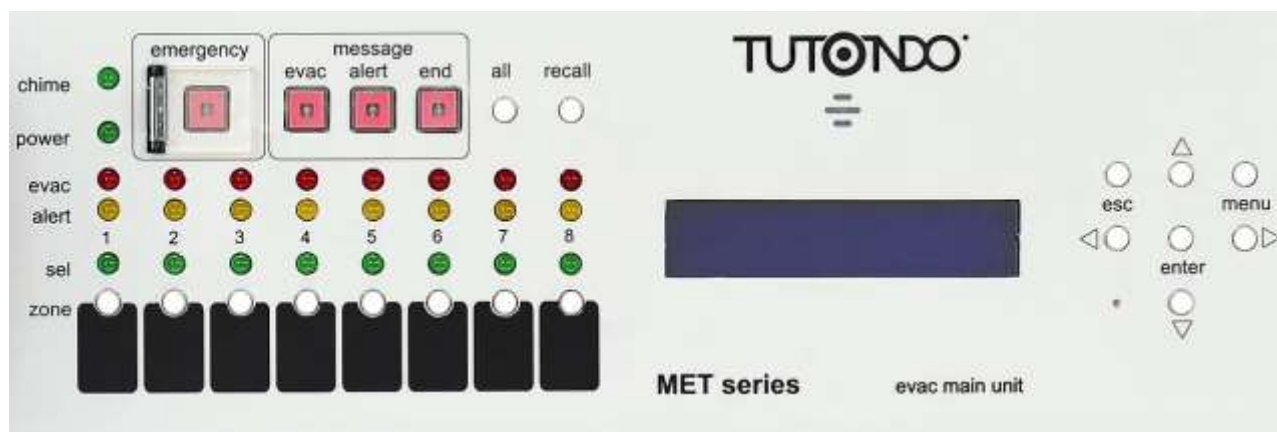 emergency
message
evac alert end
all recall
chime
power
evac
alert
1 2 3 4 5 6 7 8
sel
zone
TUTONDO
esc
menu
enter
MET series
evac main unit